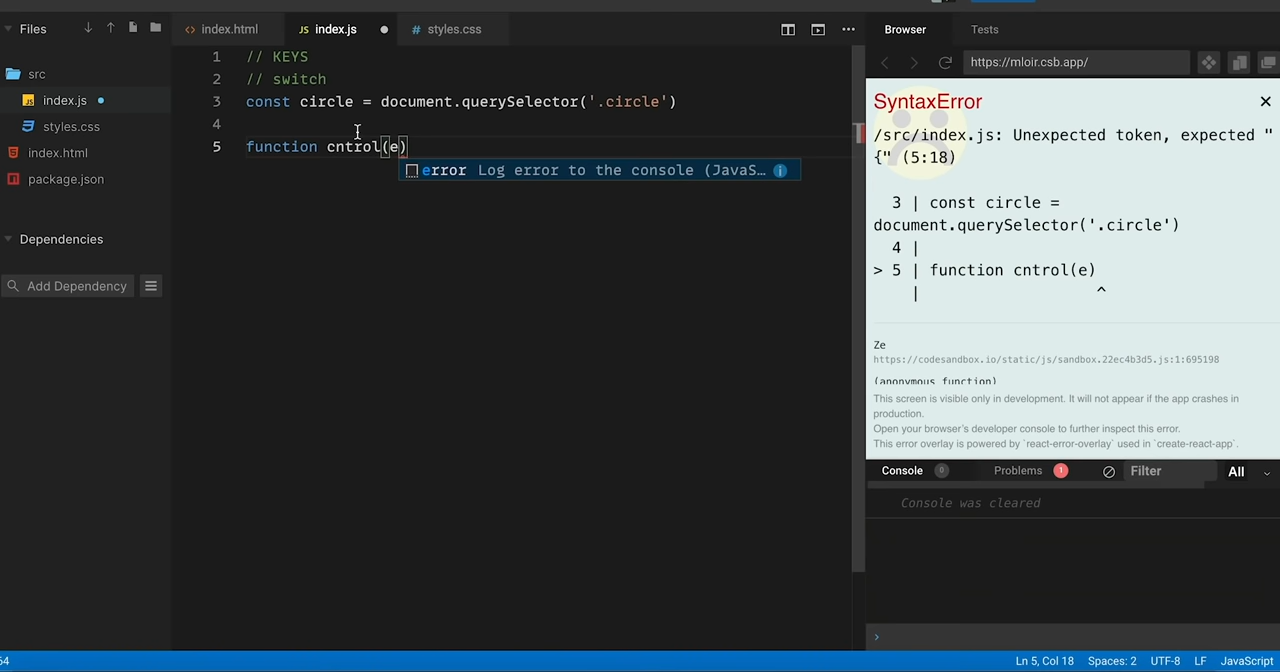 Files
<> index.html
JS index.js
# styles.css
Browser
Tests
https://mloir.csb.app/
src
index.js
styles.css
index.html
package.json
Dependencies
Add Dependency
1 // KEYS
2 // switch
3 const circle = document.querySelector('.circle')
4
5 function cntrol(e)
error Log error to the console (JavaS…
SyntaxError
/src/index.js: Unexpected token, expected "
{" (5:18)
3 | const circle =
document.querySelector('.circle')
4 |
> 5 | function cntrol(e)
| ^
Ze
https://codesandbox.io/static/js/sandbox.22ec4b3d5.js:1:695198
(anonymous function)
This screen is visible only in development. It will not appear if the app crashes in
production.
Open your browser's developer console to further inspect this error.
This error overlay is powered by `react-error-overlay` used in `create-react-app`.
Console 0
Problems 1
Filter
All
Console was cleared
›
64
Ln 5, Col 18
Spaces: 2
UTF-8
LF
JavaScript